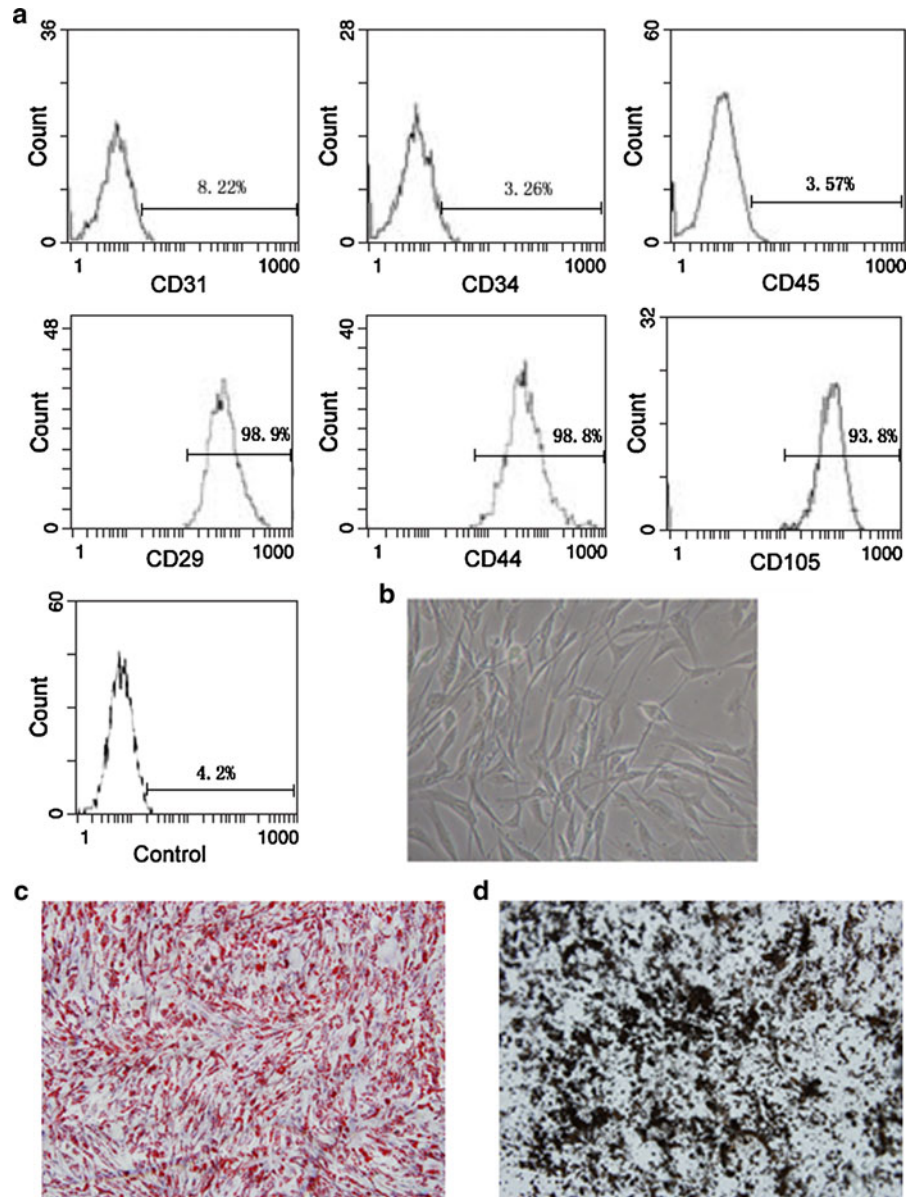 a
36
Count
8.22%
0
1
1000
CD31
28
Count
3.26%
0
1
1000
CD34
60
Count
3.57%
0
1
1000
CD45
48
Count
98.9%
0
1
1000
CD29
40
Count
98.8%
0
1
1000
CD44
32
Count
93.8%
0
1
1000
CD105
60
Count
4.2%
0
1
1000
Control
b
c
d